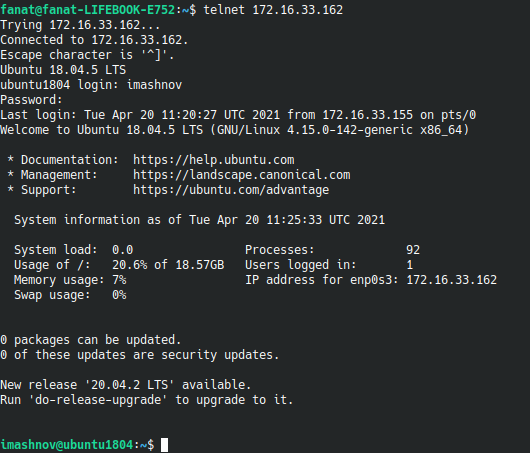 fanat@fanat-LIFEBOOK-E752:~$ telnet 172.16.33.162
Trying 172.16.33.162...
Connected to 172.16.33.162.
Escape character is '^]'.
Ubuntu 18.04.5 LTS
ubuntu1804 login: imashnov
Password:
Last login: Tue Apr 20 11:20:27 UTC 2021 from 172.16.33.155 on pts/0
Welcome to Ubuntu 18.04.5 LTS (GNU/Linux 4.15.0-142-generic x86_64)

 * Documentation:  https://help.ubuntu.com
 * Management:     https://landscape.canonical.com
 * Support:        https://ubuntu.com/advantage

  System information as of Tue Apr 20 11:25:33 UTC 2021

  System load:  0.0                Processes:             92
  Usage of /:   20.6% of 18.57GB   Users logged in:       1
  Memory usage: 7%                 IP address for enp0s3: 172.16.33.162
  Swap usage:   0%

0 packages can be updated.
0 of these updates are security updates.

New release '20.04.2 LTS' available.
Run 'do-release-upgrade' to upgrade to it.

imashnov@ubuntu1804:~$